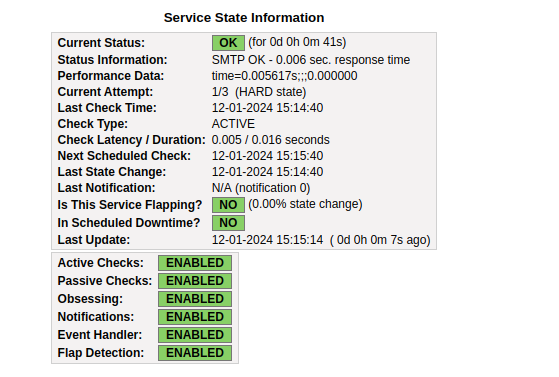 Service State Information
Current Status: OK (for 0d 0h 0m 41s)
Status Information: SMTP OK - 0.006 sec. response time
Performance Data: time=0.005617s;;;0.000000
Current Attempt: 1/3 (HARD state)
Last Check Time: 12-01-2024 15:14:40
Check Type: ACTIVE
Check Latency / Duration: 0.005 / 0.016 seconds
Next Scheduled Check: 12-01-2024 15:15:40
Last State Change: 12-01-2024 15:14:40
Last Notification: N/A (notification 0)
Is This Service Flapping? NO (0.00% state change)
In Scheduled Downtime? NO
Last Update: 12-01-2024 15:15:14 ( 0d 0h 0m 7s ago)
Active Checks: ENABLED
Passive Checks: ENABLED
Obsessing: ENABLED
Notifications: ENABLED
Event Handler: ENABLED
Flap Detection: ENABLED